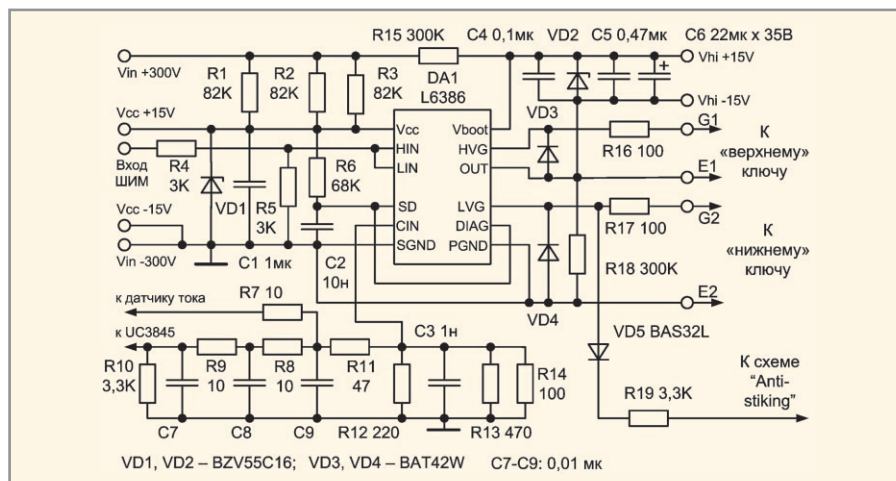 R15 300K C4 0,1мк VD2 C5 0,47мк C6 22мк x 35В
Vin +300V
R1
82K
R2
82K
R3
82K
DA1
L6386
+
Vhi +15V
Vhi -15V
VD3
Vcc +15V
Вход
ШИМ
R4
3K
VD1
R5
3K
R6
68K
Vcc
HIN
LIN
SD
CIN
SGND
Vboot
HVG
OUT
LVG
DIAG
PGND
R16 100
G1
E1
К
«верхнему»
ключу
G2
R17 100
R18 300K
E2
К
«нижнему»
ключу
Vcc -15V
Vin -300V
C1 1мк
C2
10н
VD4
к датчику тока
R7 10
к UC3845
C3 1н
VD5 BAS32L
R10
3,3K
R9
10
R8
10
R11
47
R14
100
К схеме
"Anti-
stiking"
R19 3,3K
C7
C8
C9
R12 220
R13 470
VD1, VD2 – BZV55C16; VD3, VD4 – BAT42W C7-C9: 0,01 мк